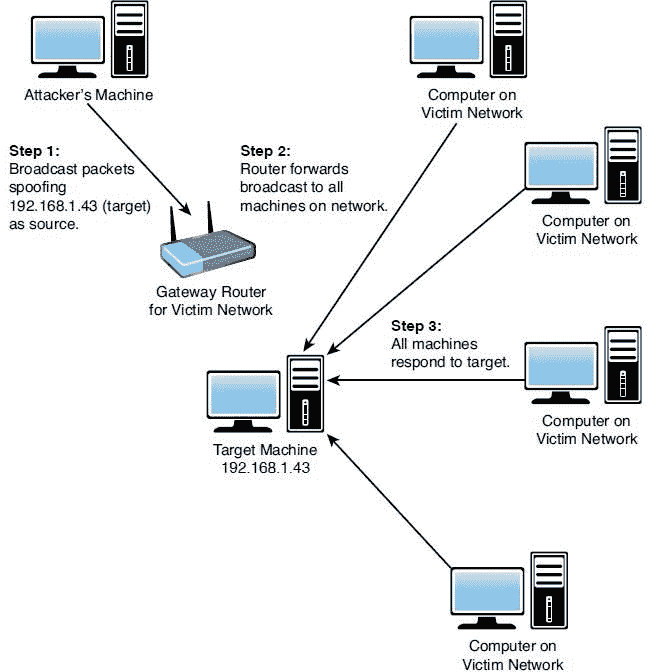 Attacker's Machine
Computer on
Victim Network
Step 1:
Broadcast packets
spoofing
192.168.1.43 (target)
as source.
Step 2:
Router forwards
broadcast to all
machines on network.
Computer on
Victim Network
Gateway Router
for Victim Network
Step 3:
All machines
respond to target.
Computer on
Victim Network
Target Machine
192.168.1.43
Computer on
Victim Network